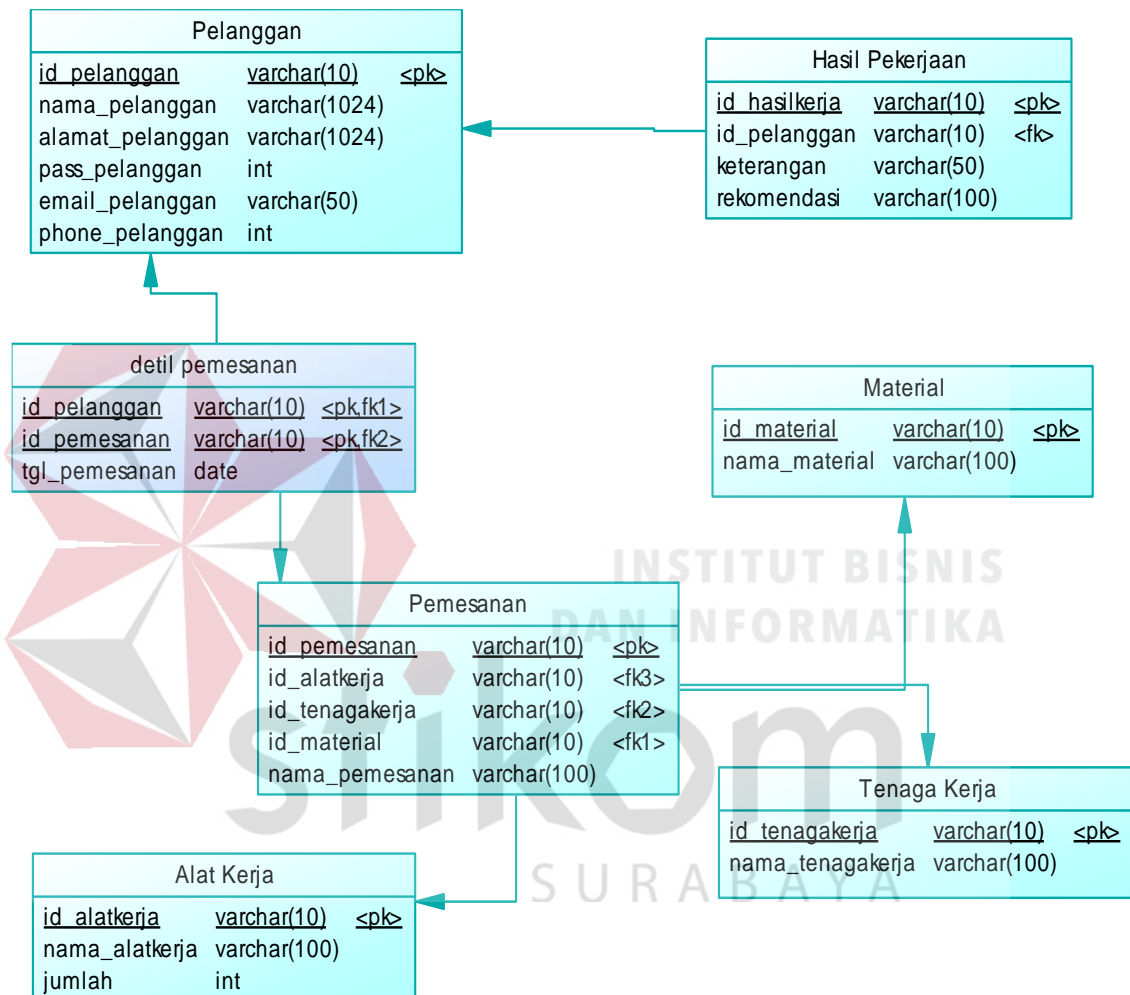 Pelanggan
id_pelanggan varchar(10) <pk>
nama_pelanggan varchar(1024)
alamat_pelanggan varchar(1024)
pass_pelanggan int
email_pelanggan varchar(50)
phone_pelanggan int
Hasil Pekerjaan
id_hasilkerja varchar(10) <pk>
id_pelanggan varchar(10) <fk>
keterangan varchar(50)
rekomendasi varchar(100)
detil pemesanan
id_pelanggan varchar(10) <pk,fk1>
id_pemesanan varchar(10) <pk,fk2>
tgl_pemesanan date
Material
id_material varchar(10) <pk>
nama_material varchar(100)
INSTITUT BISNIS
DAN INFORMATIKA
Pemesanan
id_pemesanan varchar(10) <pk>
id_alatkerja varchar(10) <fk3>
id_tenagakerja varchar(10) <fk2>
id_material varchar(10) <fk1>
nama_pemesanan varchar(100)
stikom
SURABAYA
Tenaga Kerja
id_tenagakerja varchar(10) <pk>
nama_tenagakerja varchar(100)
Alat Kerja
id_alatkerja varchar(10) <pk>
nama_alatkerja varchar(100)
jumlah int